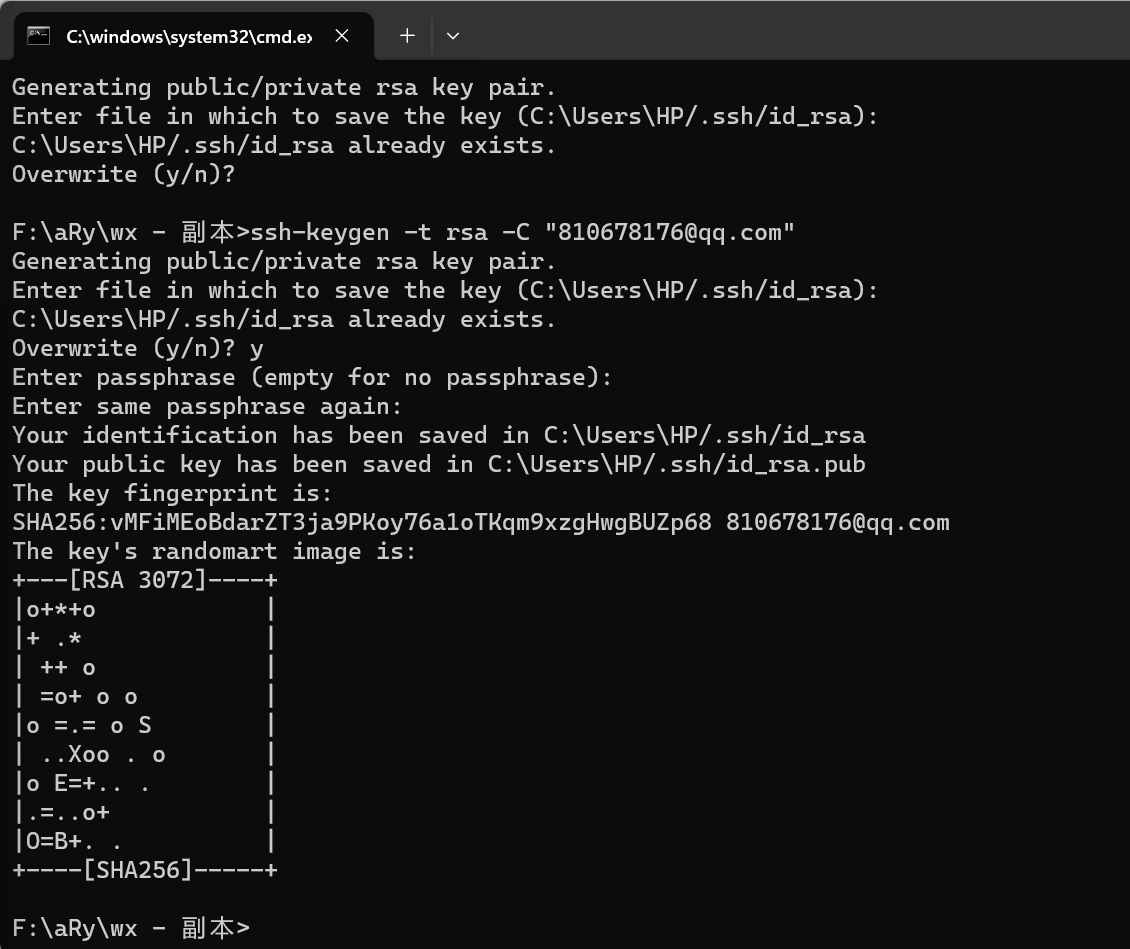 C:\windows\system32\cmd.ex
Generating public/private rsa key pair.
Enter file in which to save the key (C:\Users\HP/.ssh/id_rsa):
C:\Users\HP/.ssh/id_rsa already exists.
Overwrite (y/n)?
F:\aRy\wx - 副本>ssh-keygen -t rsa -C "810678176@qq.com"
Generating public/private rsa key pair.
Enter file in which to save the key (C:\Users\HP/.ssh/id_rsa):
C:\Users\HP/.ssh/id_rsa already exists.
Overwrite (y/n)? y
Enter passphrase (empty for no passphrase):
Enter same passphrase again:
Your identification has been saved in C:\Users\HP/.ssh/id_rsa
Your public key has been saved in C:\Users\HP/.ssh/id_rsa.pub
The key fingerprint is:
SHA256:vMFiMEoBdarZT3ja9PKoy76a1oTKqm9xzgHwgBUZp68 810678176@qq.com
The key's randomart image is:
+---[RSA 3072]----+
|o+*+o            |
|+ .*             |
| ++ o            |
| =o+ o o         |
|o =.= o S        |
| ..Xoo . o       |
|o E=+.. .        |
|.=..o+           |
|O=B+. .          |
+----[SHA256]-----+
F:\aRy\wx - 副本>